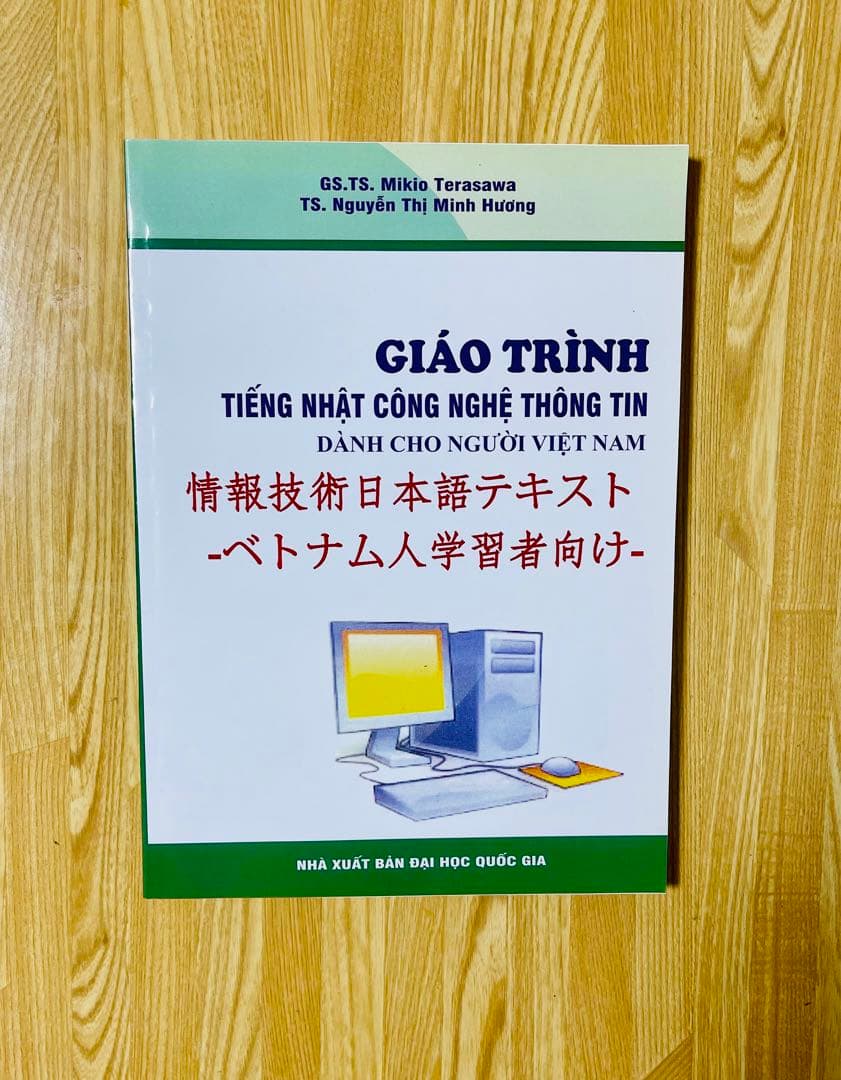 GS.TS. Mikio Terasawa
TS. Nguyễn Thị Minh Hương
GIÁO TRÌNH
TIẾNG NHẬT CÔNG NGHỆ THÔNG TIN
DÀNH CHO NGƯỜI VIỆT NAM
情報技術日本語テキスト
-ベトナム人学習者向け-
NHÀ XUẤT BẢN ĐẠI HỌC QUỐC GIA